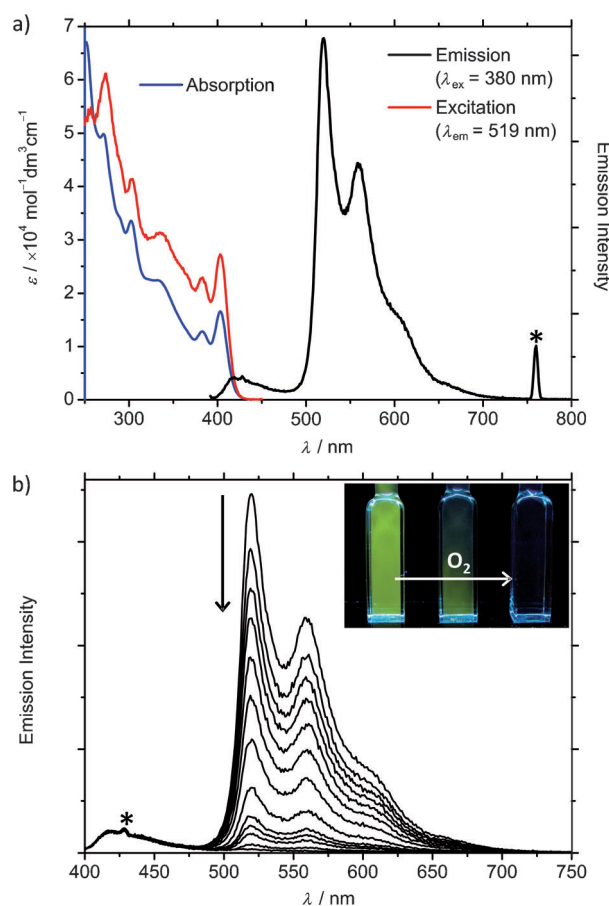 a)
7
6
5
4
3
2
1
0
ε / ×10⁴ mol⁻¹dm³cm⁻¹
Absorption
Emission
(λex = 380 nm)
Excitation
(λem = 519 nm)
Emission Intensity
*
300 400 500 600 700 800
λ / nm
b)
O₂
Emission Intensity
*
400 450 500 550 600 650 700 750
λ / nm